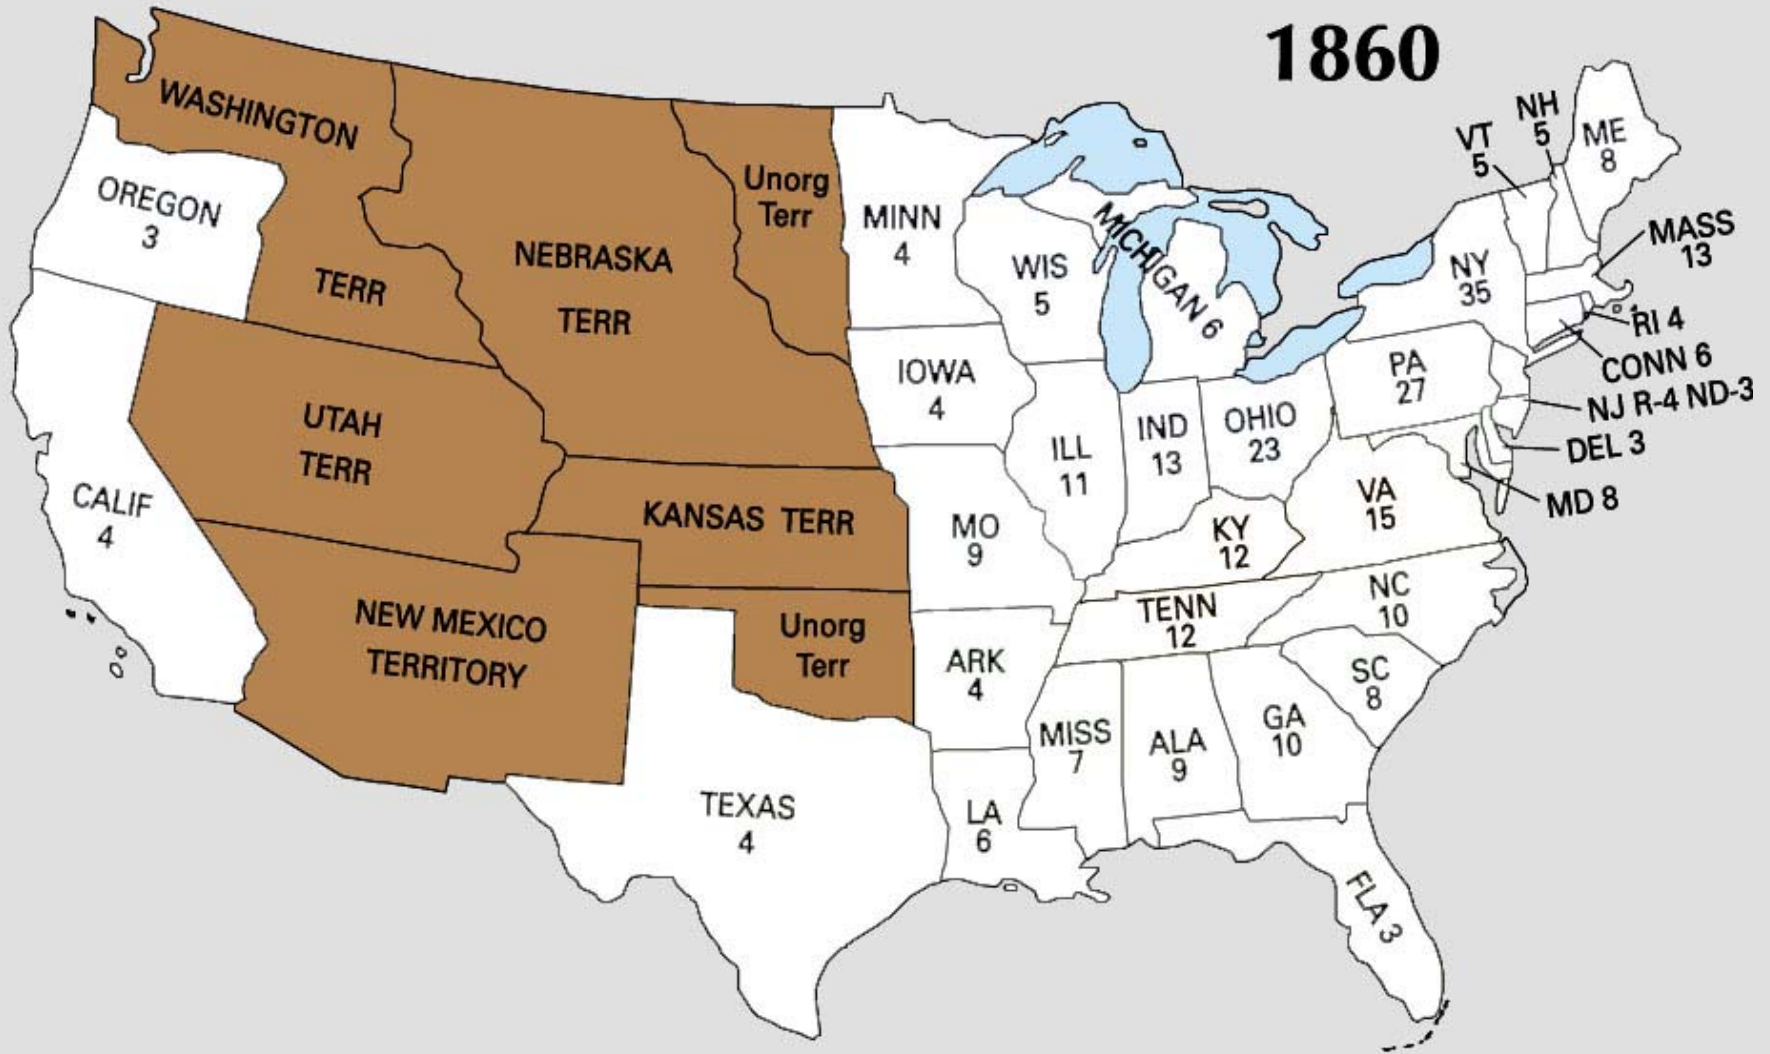 1860
WASHINGTON
TERR
OREGON
3
NEBRASKA
TERR
Unorg
Terr
MINN
4
WIS
5
MICHIGAN 6
VT
5
NH
5
ME
8
MASS
13
NY
35
RI 4
CONN 6
NJ R-4 ND-3
DEL 3
MD 8
PA
27
IOWA
4
ILL
11
IND
13
OHIO
23
UTAH
TERR
CALIF
4
KANSAS TERR
MO
9
KY
12
VA
15
NEW MEXICO
TERRITORY
Unorg
Terr
ARK
4
TENN
12
NC
10
SC
8
TEXAS
4
LA
6
MISS
7
ALA
9
GA
10
FLA 3